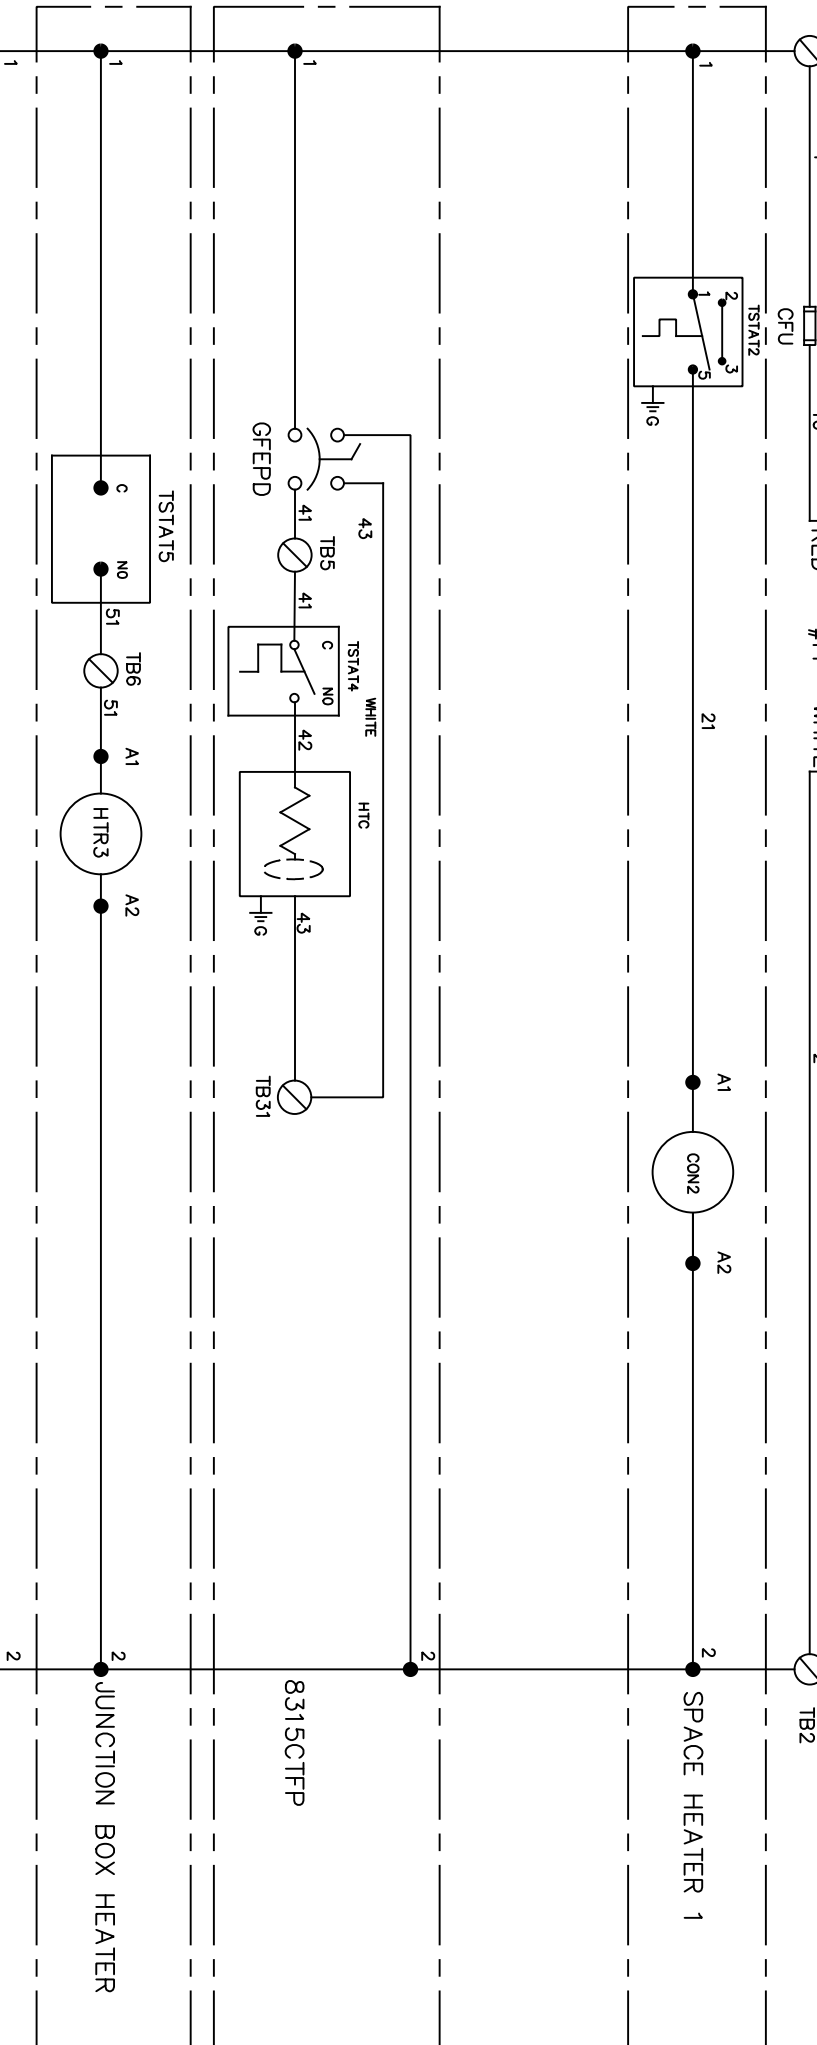 CFU
1
TSTAT2
1
2
3
5
G
21
A1
CON2
A2
2
SPACE HEATER 1
TB2
1
GFEPD
41
43
TB5
41
TSTAT4
C
NO
WHITE
42
HTC
G
43
TB31
2
8315CTFP
1
TSTAT5
C
NO
51
TB6
51
A1
HTR3
A2
2
JUNCTION BOX HEATER
1
2